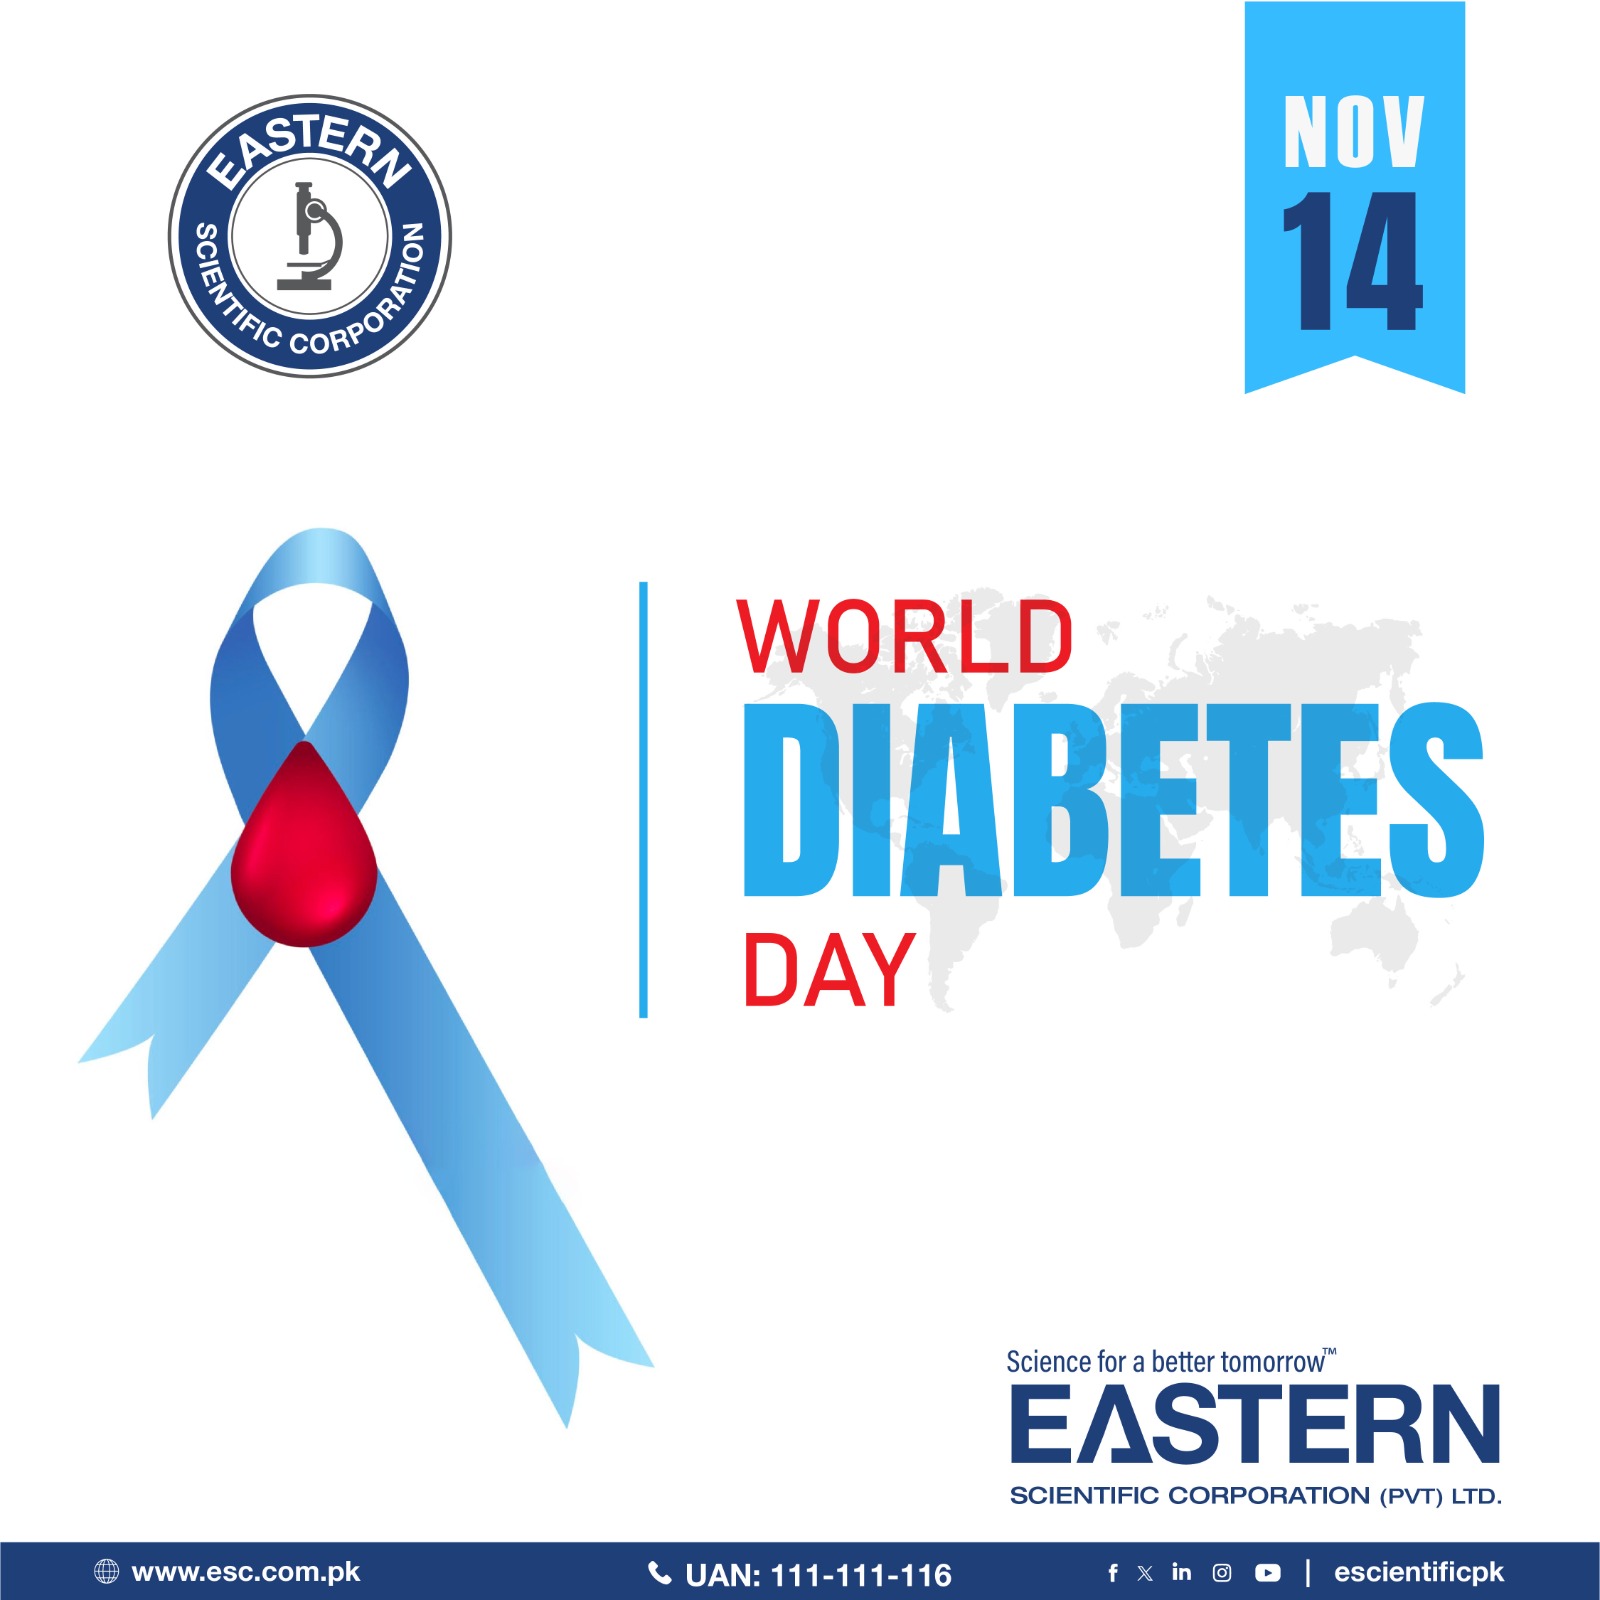 EASTERN
SCIENTIFIC CORPORATION
NOV
14
WORLD
DIABETES
DAY
Science for a better tomorrow™
EASTERN
SCIENTIFIC CORPORATION (PVT) LTD.
www.esc.com.pk UAN: 111-111-116 escientificpk